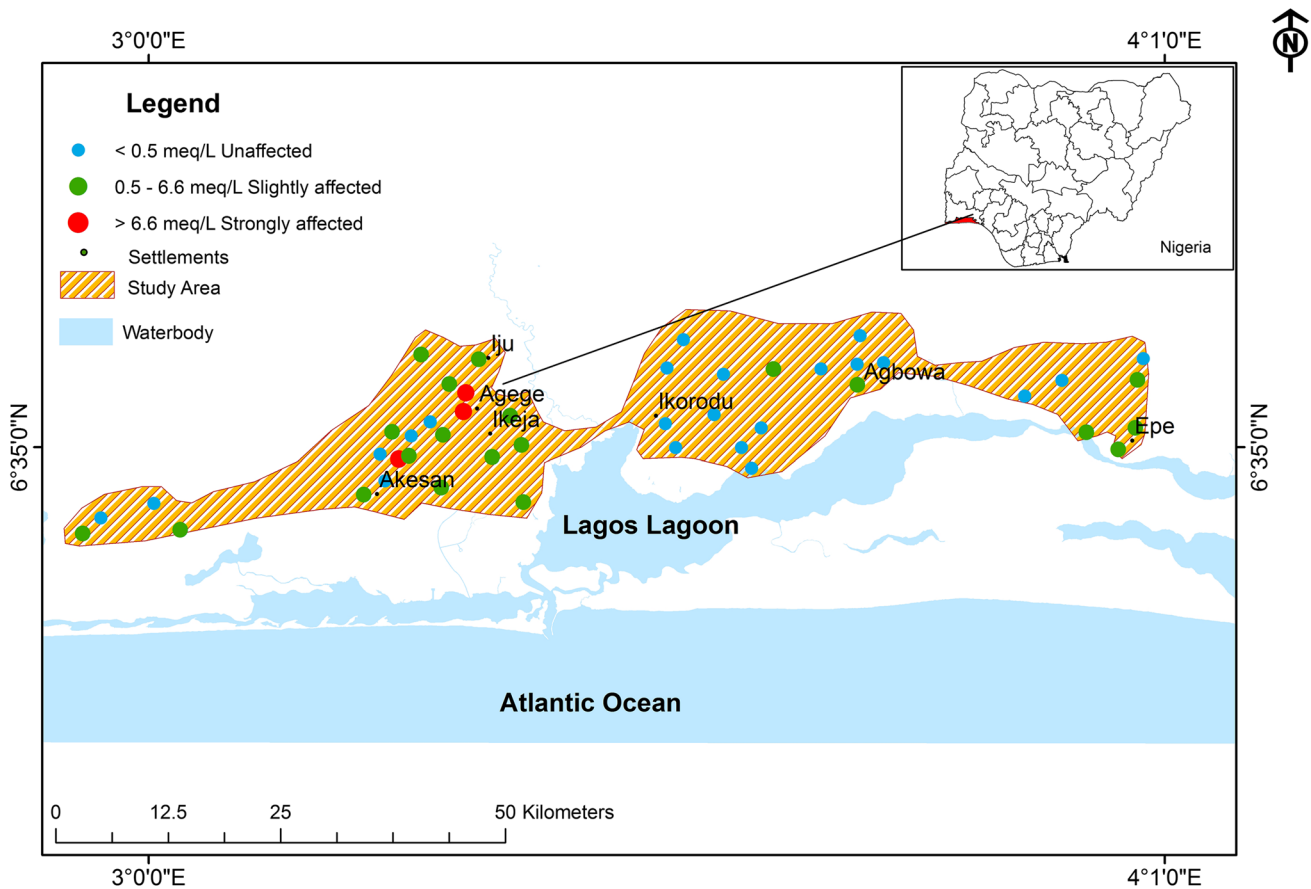 3°0'0"E
4°1'0"E
N
Legend
< 0.5 meq/L Unaffected
0.5 - 6.6 meq/L Slightly affected
> 6.6 meq/L Strongly affected
Settlements
Study Area
Waterbody
Nigeria
Iju
Agege
Ikeja
Akesan
Ikorodu
Agbowa
Epe
6°35'0"N
6°35'0"N
Lagos Lagoon
Atlantic Ocean
0 12.5 25 50 Kilometers
3°0'0"E
4°1'0"E